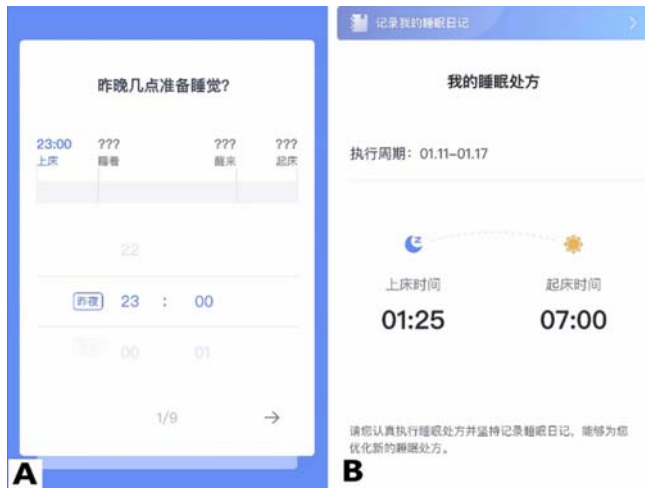 昨晚几点准备睡觉?
23:00 ??? ??? ???
上床 睡着 醒来 起床
22
昨夜 23 : 00
00 01
1/9
A
记录我的睡眠日记
我的睡眠处方
执行周期：01.11–01.17
上床时间 起床时间
01:25 07:00
请您认真执行睡眠处方并坚持记录睡眠日记，能够为您
优化新的睡眠处方。
B